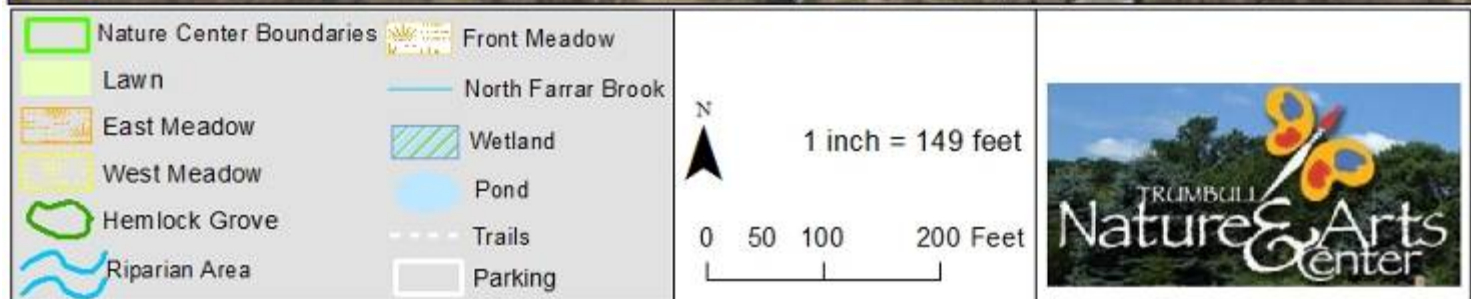 Nature Center Boundaries
Lawn
East Meadow
West Meadow
Hemlock Grove
Riparian Area
Front Meadow
North Farrar Brook
Wetland
Pond
Trails
Parking
N
1 inch = 149 feet
0 50 100 200 Feet
TRUMBULL
Nature & Arts
Center